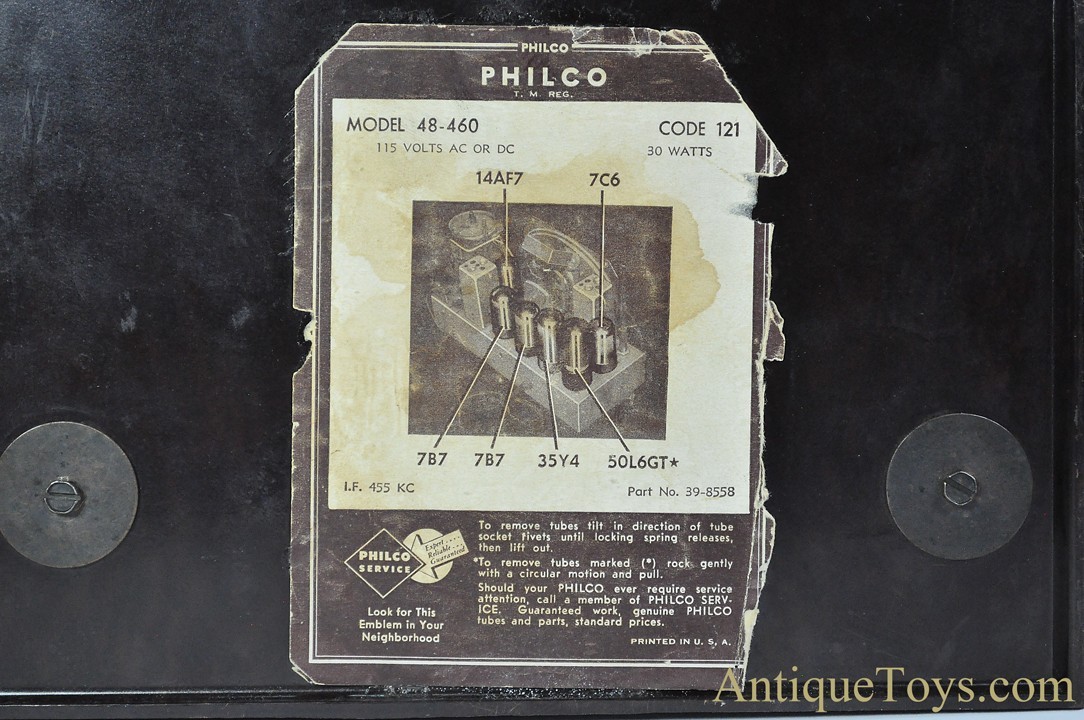 PHILCO
PHILCO
T. M. REG.
MODEL 48-460
CODE 121
115 VOLTS AC OR DC
30 WATTS
14AF7
7C6
7B7
7B7
35Y4
50L6GT★
I.F. 455 KC
Part No. 39-8558
PHILCO
SERVICE
Expert....
Reliable....
Guaranteed
Look for This
Emblem in Your
Neighborhood
To remove tubes tilt in direction of tube
socket rivets until locking spring releases,
then lift out.
*To remove tubes marked (*) rock gently
with a circular motion and pull.
Should your PHILCO ever require service
attention, call a member of PHILCO SERV-
ICE. Guaranteed work, genuine PHILCO
tubes and parts, standard prices.
PRINTED IN U. S. A.
AntiqueToys.com